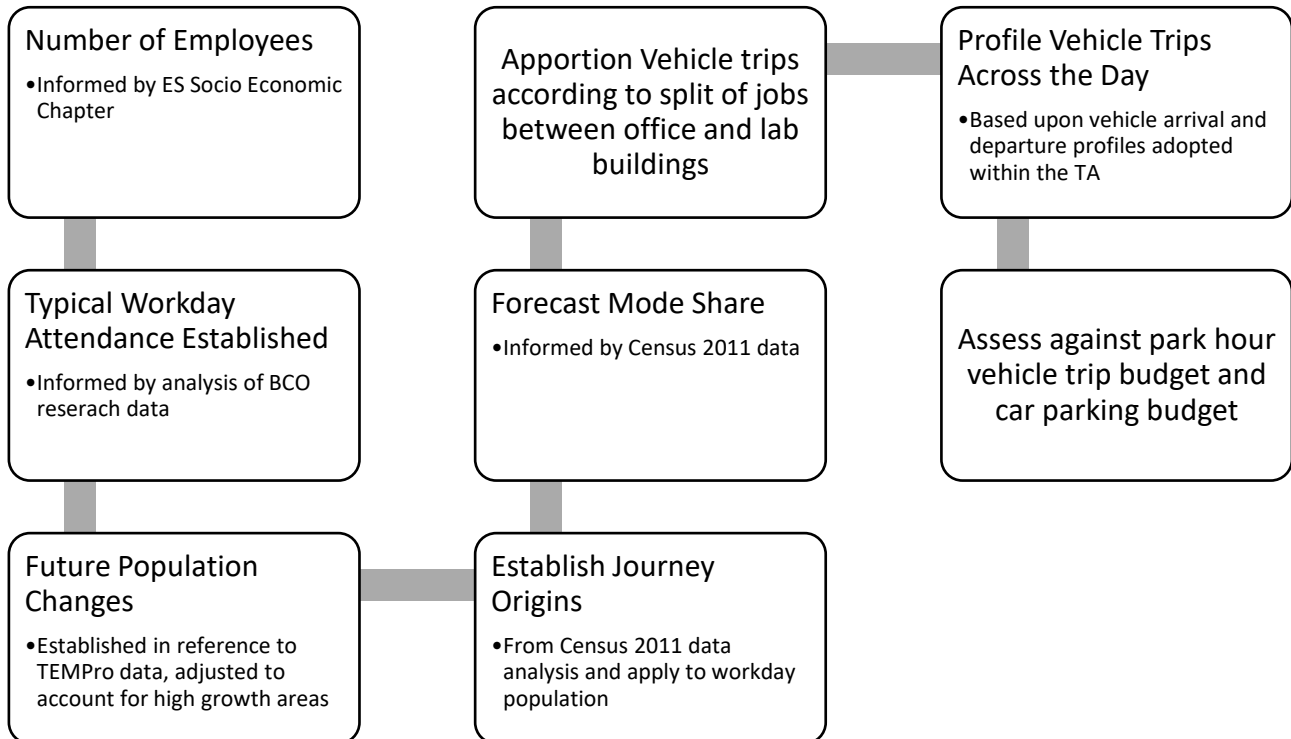 Number of Employees
•Informed by ES Socio Economic
Chapter
Typical Workday
Attendance Established
•Informed by analysis of BCO
reserach data
Future Population
Changes
•Established in reference to
TEMPro data, adjusted to
account for high growth areas
Establish Journey
Origins
•From Census 2011 data
analysis and apply to workday
population
Forecast Mode Share
•Informed by Census 2011 data
Apportion Vehicle trips
according to split of jobs
between office and lab
buildings
Profile Vehicle Trips
Across the Day
•Based upon vehicle arrival and
departure profiles adopted
within the TA
Assess against park hour
vehicle trip budget and
car parking budget